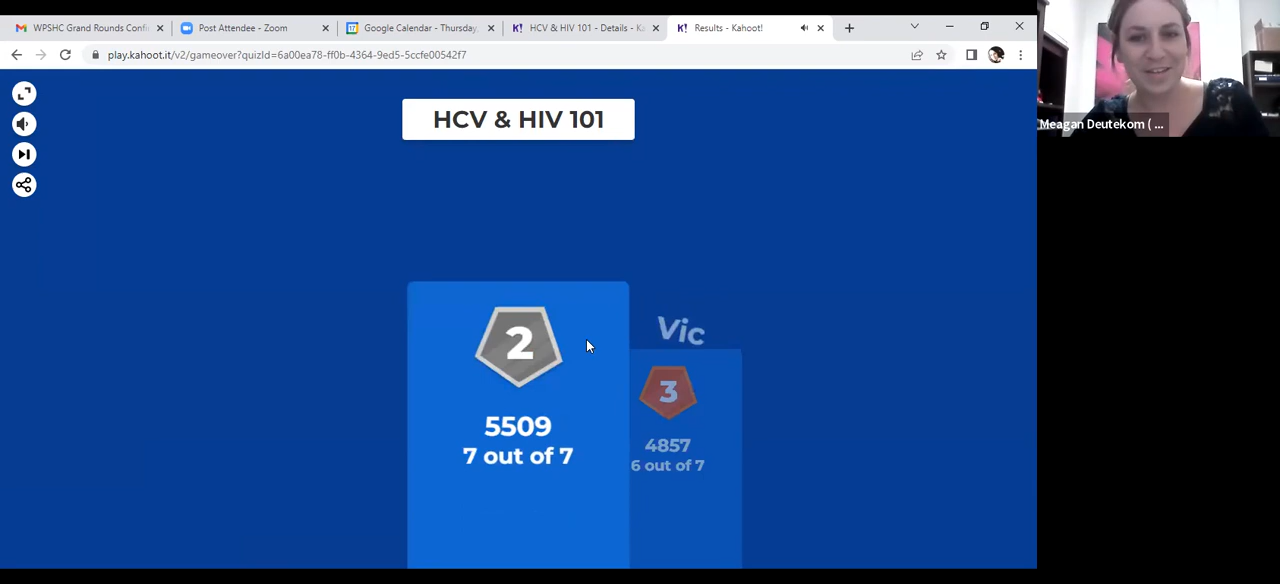 WPSHC Grand Rounds Confi
Post Attendee - Zoom
Google Calendar - Thursday,
HCV & HIV 101 - Details - Ka
Results - Kahoot!
play.kahoot.it/v2/gameover?quizId=6a00ea78-ff0b-4364-9ed5-5ccfe00542f7
Meagan Deutekom ( ...
HCV & HIV 101
Vic
2
3
5509
7 out of 7
4857
6 out of 7